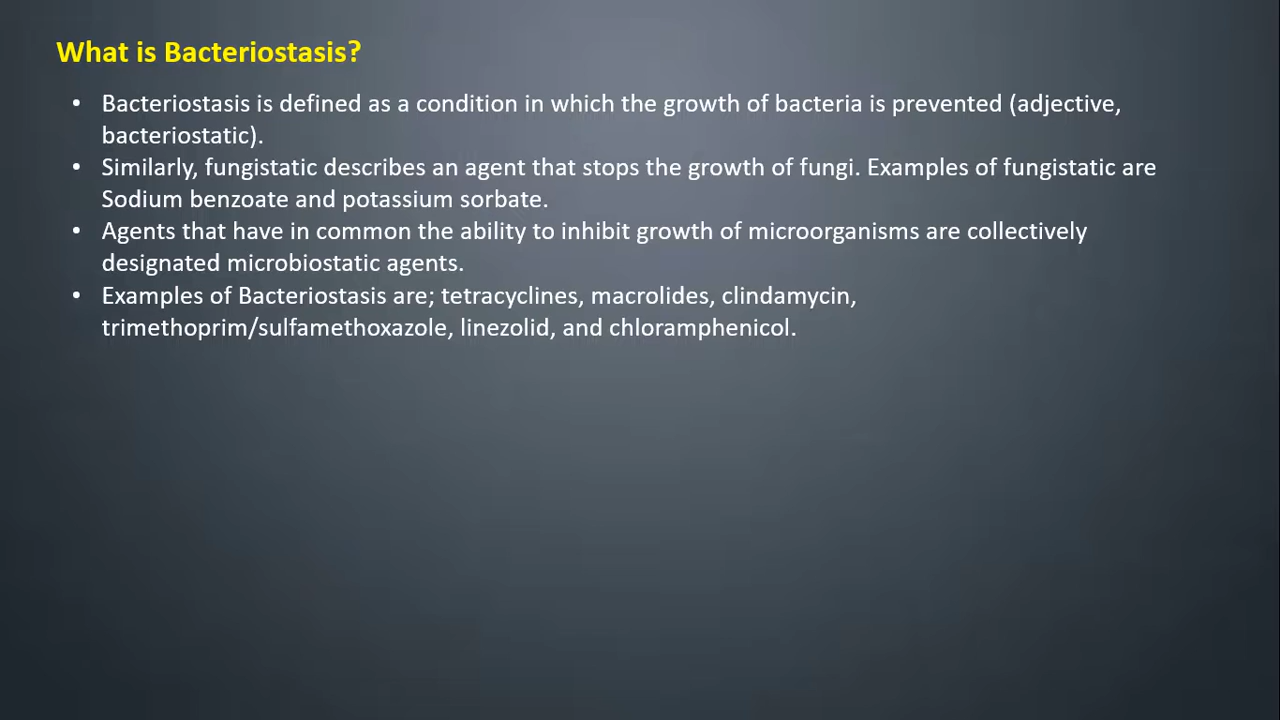 What is Bacteriostasis?
• Bacteriostasis is defined as a condition in which the growth of bacteria is prevented (adjective,
bacteriostatic).
• Similarly, fungistatic describes an agent that stops the growth of fungi. Examples of fungistatic are
Sodium benzoate and potassium sorbate.
• Agents that have in common the ability to inhibit growth of microorganisms are collectively
designated microbiostatic agents.
• Examples of Bacteriostasis are; tetracyclines, macrolides, clindamycin,
trimethoprim/sulfamethoxazole, linezolid, and chloramphenicol.